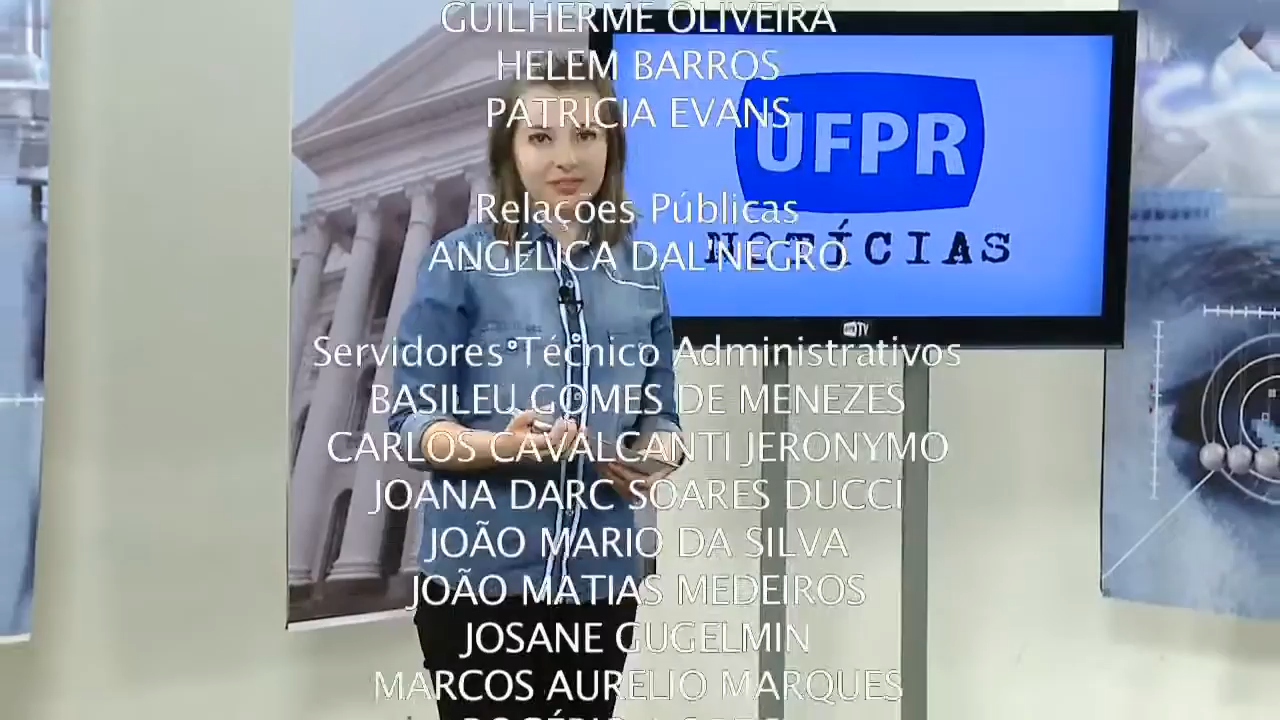 GUILHERME OLIVEIRA
HELEM BARROS
PATRICIA EVANS
UFPR
NOTÍCIAS
Relações Públicas
ANGÉLICA DAL NEGRO
TV
Servidores Técnico Administrativos
BASILEU GOMES DE MENEZES
CARLOS CAVALCANTI JERONYMO
JOANA DARC SOARES DUCCI
JOÃO MARIO DA SILVA
JOÃO MATIAS MEDEIROS
JOSANE GUGELMIN
MARCOS AURELIO MARQUES